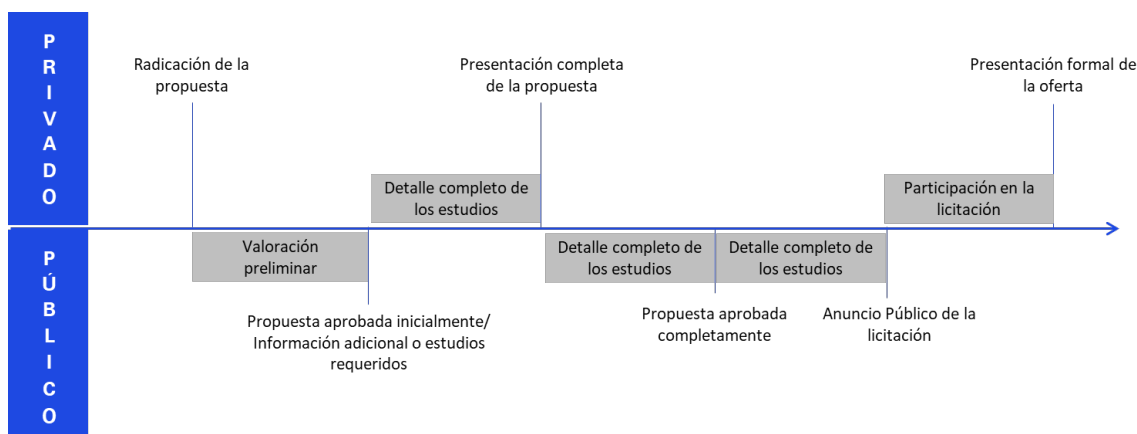 PRIVADO
Radicación de la
propuesta
Presentación completa
de la propuesta
Presentación formal de
la oferta
Detalle completo de
los estudios
Participación en la
licitación
PÚBLICO
Valoración
preliminar
Detalle completo de
los estudios
Detalle completo de
los estudios
Propuesta aprobada inicialmente/
Información adicional o estudios
requeridos
Propuesta aprobada
completamente
Anuncio Público de la
licitación